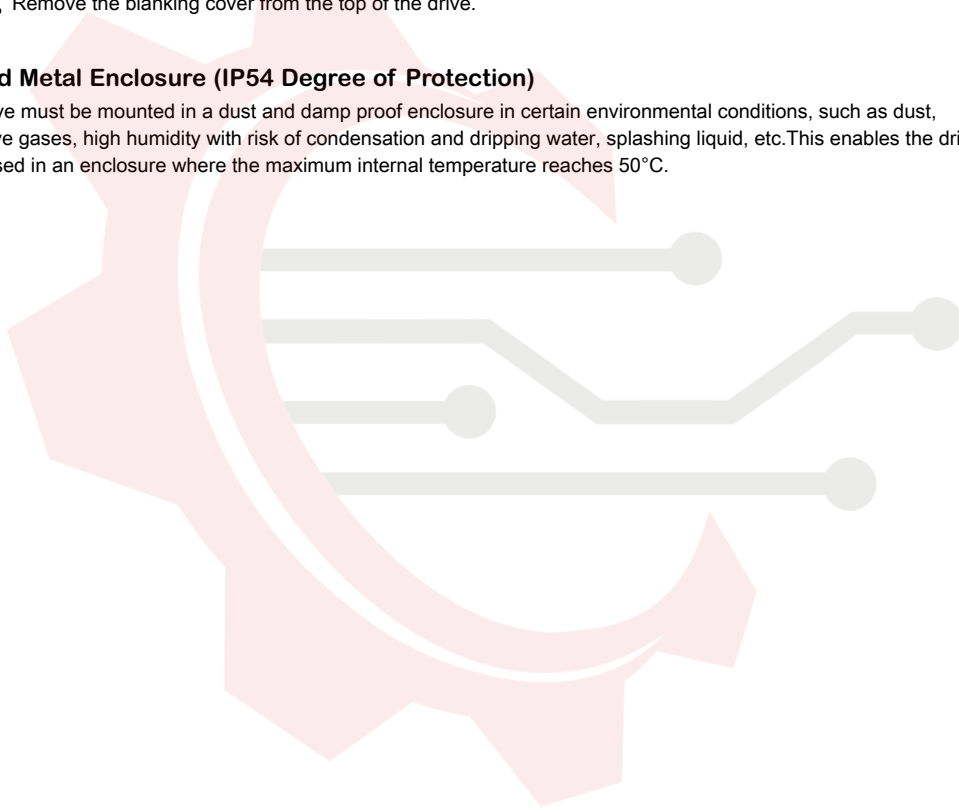 Remove the blanking cover from the top of the drive.
d Metal Enclosure (IP54 Degree of Protection)
ve must be mounted in a dust and damp proof enclosure in certain environmental conditions, such as dust,
ve gases, high humidity with risk of condensation and dripping water, splashing liquid, etc.This enables the dri
sed in an enclosure where the maximum internal temperature reaches 50°C.